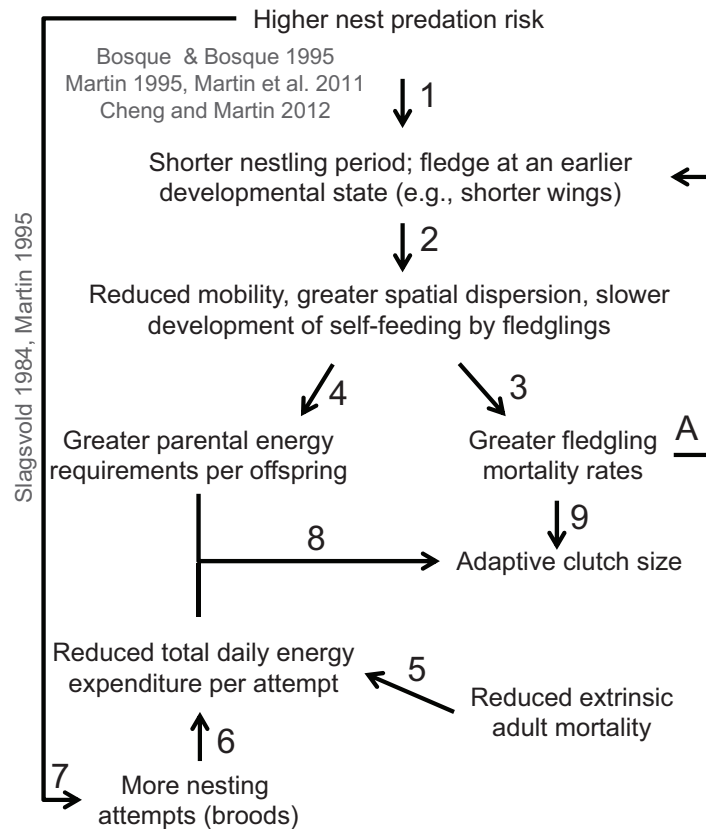 Higher nest predation risk
Bosque & Bosque 1995
Martin 1995, Martin et al. 2011
Cheng and Martin 2012
1
Shorter nestling period; fledge at an earlier
developmental state (e.g., shorter wings)
2
Reduced mobility, greater spatial dispersion, slower
development of self-feeding by fledglings
4
3
Greater parental energy
requirements per offspring
Greater fledgling
mortality rates
A
9
8
Adaptive clutch size
Reduced total daily energy
expenditure per attempt
5
Reduced extrinsic
adult mortality
6
7
More nesting
attempts (broods)
Slagsvold 1984, Martin 1995